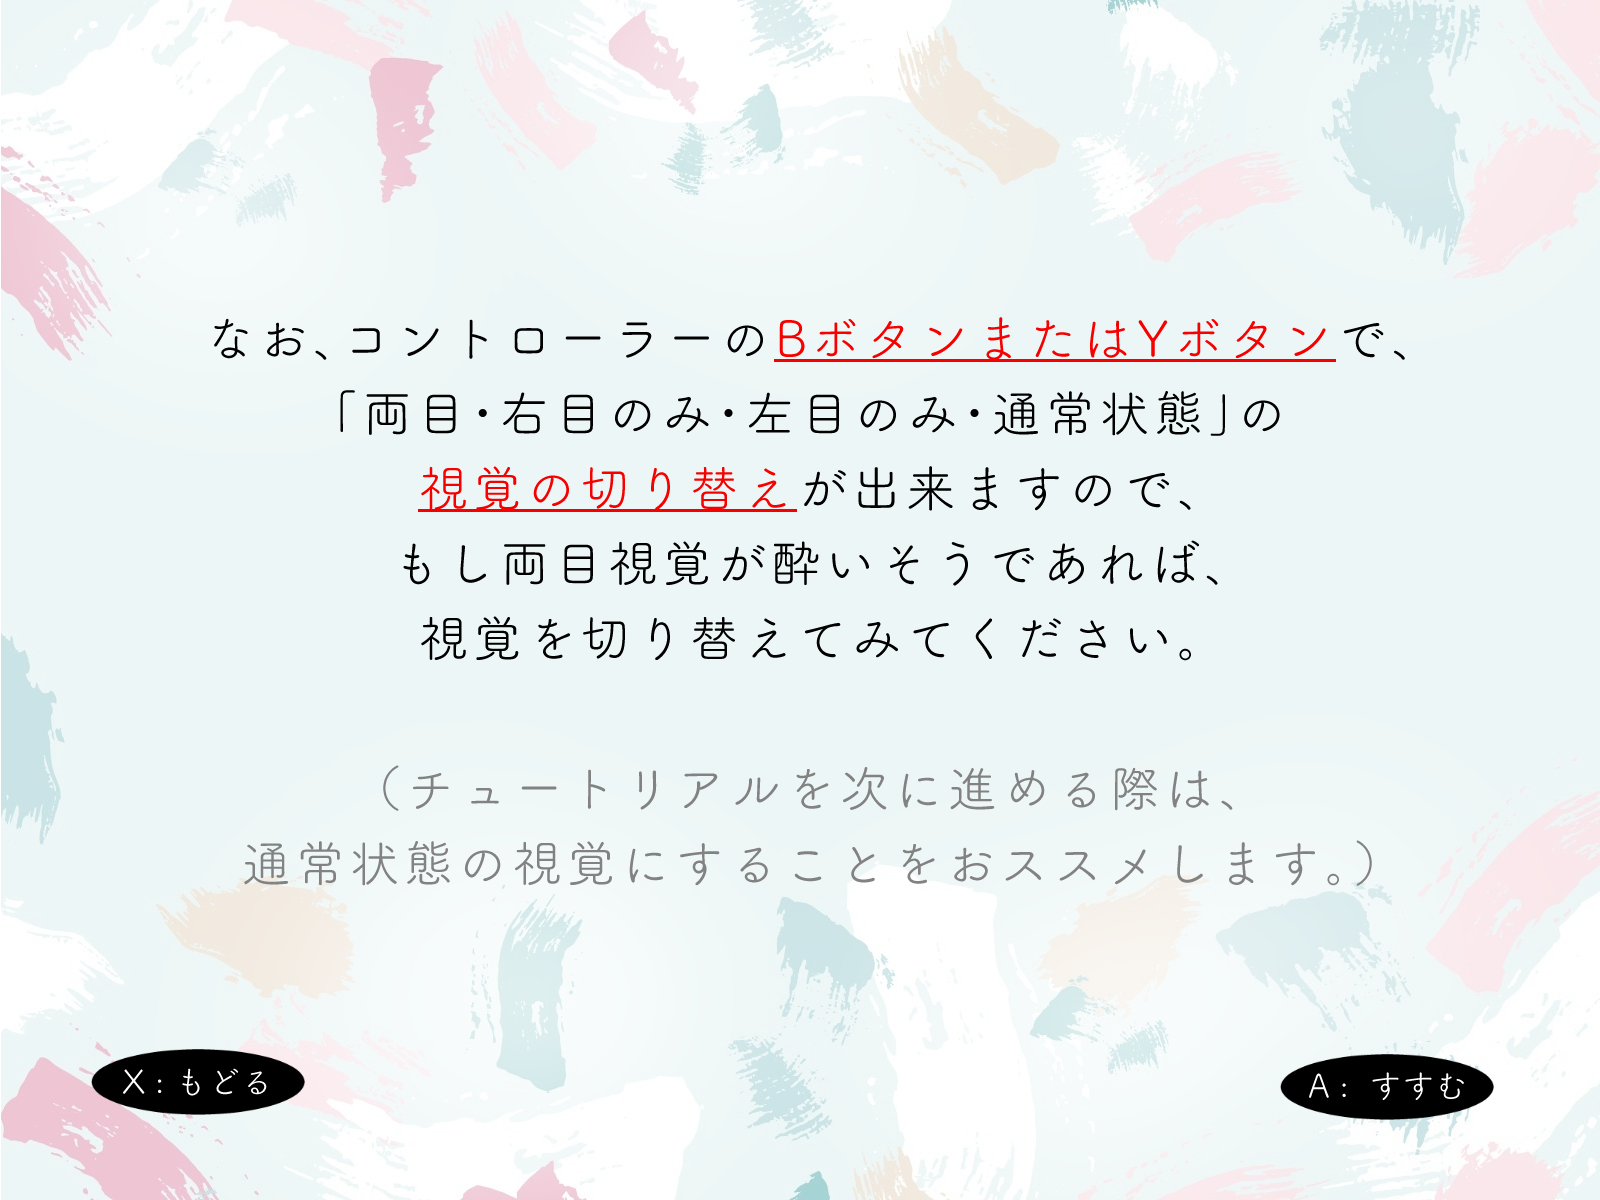 なお、コントローラーのBボタンまたはYボタンで、
「両目・右目のみ・左目のみ・通常状態」の
視覚の切り替えが出来ますので、
もし両目視覚が酔いそうであれば、
視覚を切り替えてみてください。
（チュートリアルを次に進める際は、
通常状態の視覚にすることをおススメします。）
X：もどる
A： すすむ